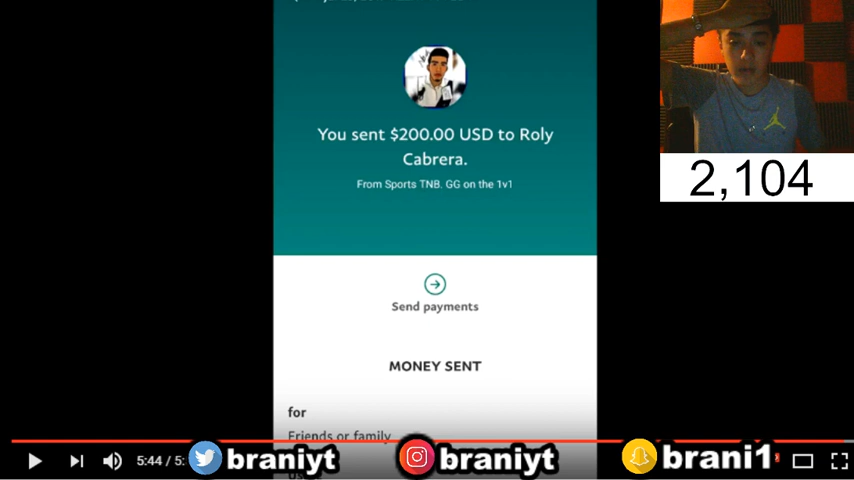 You sent $200.00 USD to Roly
Cabrera.
From Sports TNB. GG on the 1v1
2,104
Send payments
MONEY SENT
for
Friends or family
5:44 / 5:
braniyt
braniyt
brani1